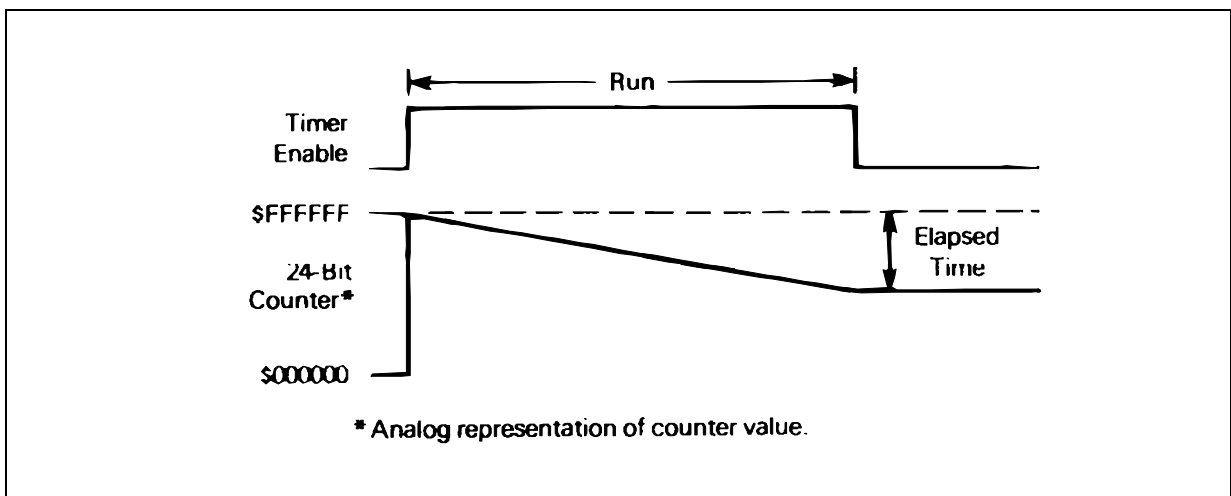 Run
Timer
Enable
$FFFFFF
Elapsed
Time
24-Bit
Counter*
$000000
* Analog representation of counter value.